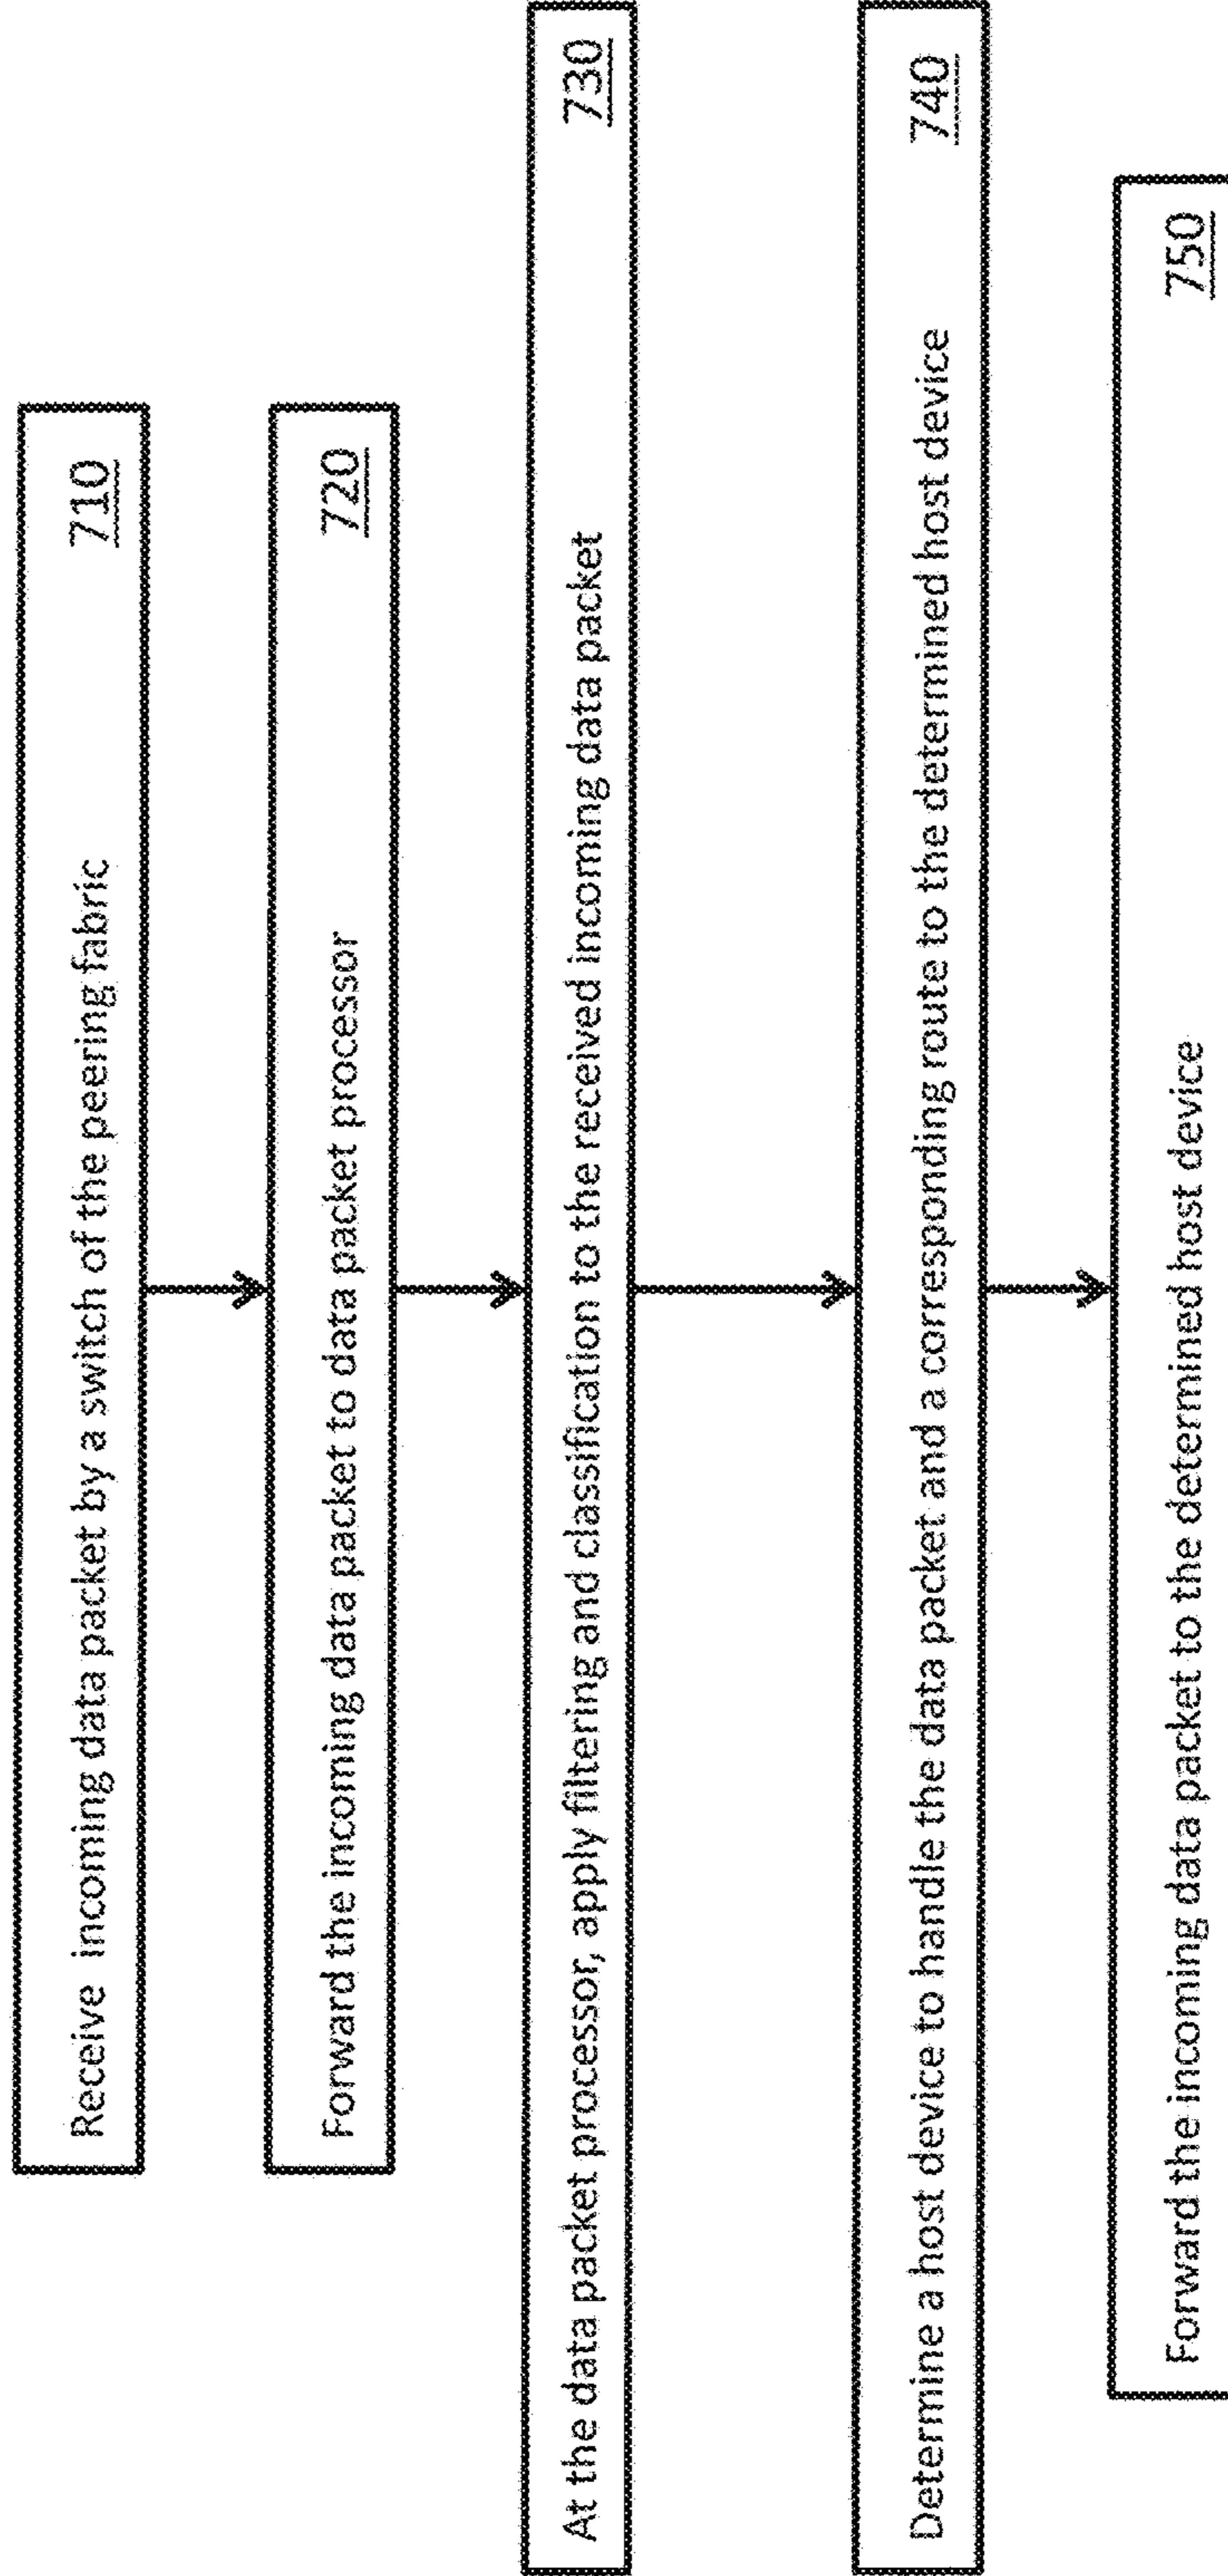 Receive incoming data packet by a switch of the peering fabric 710
Forward the incoming data packet to data packet processor 720
At the data packet processor, apply filtering and classification to the received incoming data packet 730
Determine a host device to handle the data packet and a corresponding route to the determined host device 740
Forward the incoming data packet to the determined host device 750